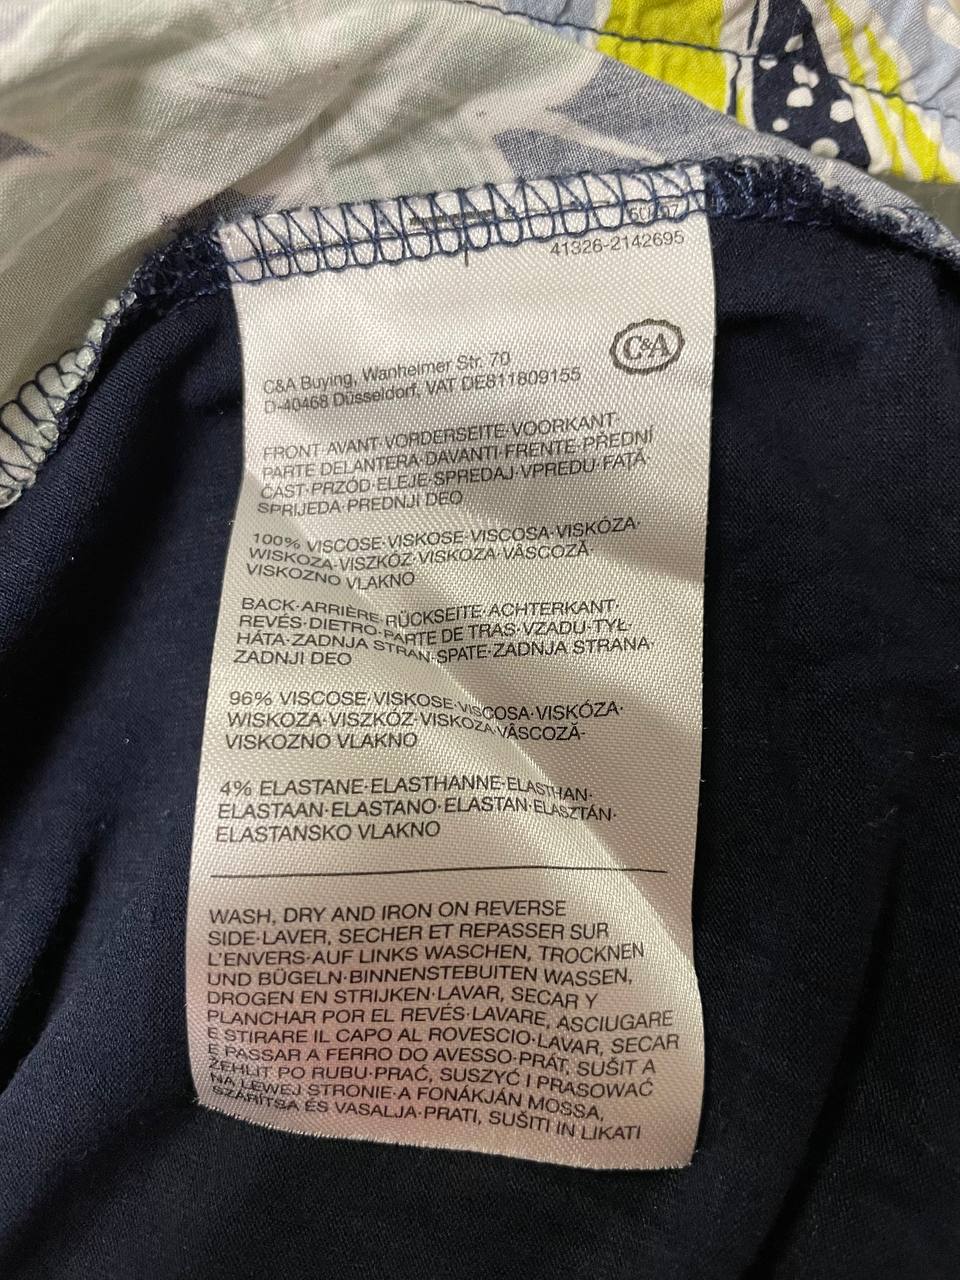 41326-2142695
C&A
C&A Buying, Wanheimer Str. 70
D-40468 Düsseldorf, VAT DE811809155
FRONT·AVANT·VORDERSEITE·VOORKANT·
PARTE DELANTERA·DAVANTI·FRENTE·PŘEDNÍ
ČÁST·PRZÓD·ELEJE·SPREDAJ·VPREDU·FAȚĂ·
SPRIJEDA·PREDNJI DEO
100% VISCOSE·VISKOSE·VISCOSA·VISKÓZA·
WISKOZA·VISZKÓZ·VISKOZA·VÂSCOZĂ·
VISKOZNO VLAKNO
BACK·ARRIÈRE·RÜCKSEITE·ACHTERKANT·
REVÉS·DIETRO·PARTE DE TRAS·VZADU·TYŁ·
HÁTA·ZADNJA STRAN·SPATE·ZADNJA STRANA·
ZADNJI DEO
96% VISCOSE·VISKOSE·VISCOSA·VISKÓZA·
WISKOZA·VISZKÓZ·VISKOZA·VÂSCOZĂ·
VISKOZNO VLAKNO
4% ELASTANE·ELASTHANNE·ELASTHAN·
ELASTAAN·ELASTANO·ELASTAN·ELASZTÁN·
ELASTANSKO VLAKNO
WASH, DRY AND IRON ON REVERSE
SIDE·LAVER, SECHER ET REPASSER SUR
L'ENVERS·AUF LINKS WASCHEN, TROCKNEN
UND BÜGELN·BINNENSTEBUITEN WASSEN,
DROGEN EN STRIJKEN·LAVAR, SECAR Y
PLANCHAR POR EL REVÉS·LAVARE, ASCIUGARE
E STIRARE IL CAPO AL ROVESCIO·LAVAR, SECAR
E PASSAR A FERRO DO AVESSO·PRÁT, SUŠIT A
ŽEHLIT PO RUBU·PRAĆ, SUSZYĆ I PRASOWAĆ
NA LEWEJ STRONIE·A FONÁKJÁN MOSSA,
SZÁRÍTSA ÉS VASALJA·PRATI, SUŠITI IN LIKATI